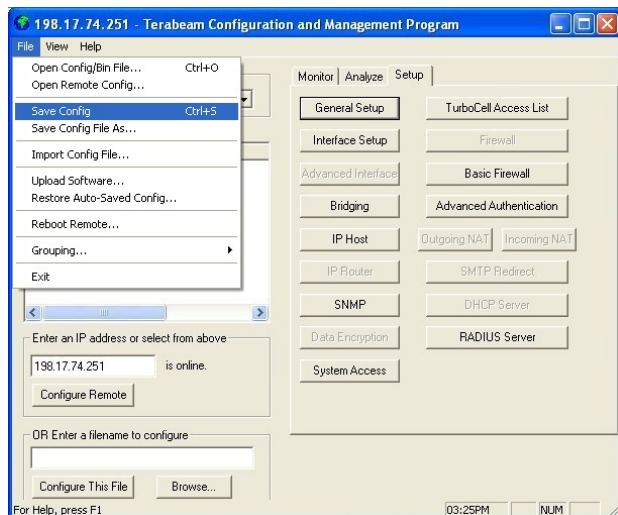 198.17.74.251 - Terabeam Configuration and Management Program
File View Help
Open Config/Bin File... Ctrl+O
Open Remote Config...
Save Config Ctrl+S
Save Config File As...
Import Config File...
Upload Software...
Restore Auto-Saved Config...
Reboot Remote...
Grouping...
Exit
Enter an IP address or select from above
198.17.74.251 is online.
Configure Remote
OR Enter a filename to configure
Configure This File Browse...
Monitor Analyze Setup
General Setup TurboCell Access List
Interface Setup Firewall
Advanced Interface Basic Firewall
Bridging Advanced Authentication
IP Host Outgoing NAT Incoming NAT
IP Router SMTP Redirect
SNMP DHCP Server
Data Encryption RADIUS Server
System Access
For Help, press F1 03:25PM NUM